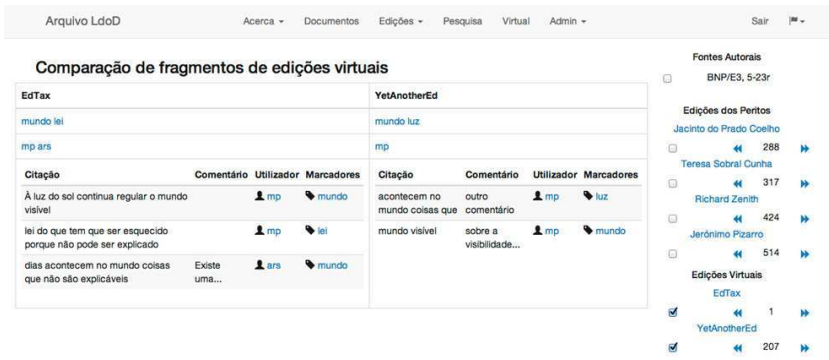 Arquivo LdoD Acerca Documentos Edições Pesquisa Virtual Admin Sair
Comparação de fragmentos de edições virtuais
EdTax YetAnotherEd
mundo lei mundo luz
mp ars mp
Citação Comentário Utilizador Marcadores Citação Comentário Utilizador Marcadores
À luz do sol continua regular o mundo mp mundo acontecem no outro mp luz
visível mundo coisas que comentário
lei do que tem que ser esquecido mp lei mundo visível sobre a mp mundo
porque não pode ser explicado visibilidade...
dias acontecem no mundo coisas Existe ars mundo
que não são explicáveis uma...
Fontes Autorais
BNP/E3, 5-23r
Edições dos Peritos
Jacinto do Prado Coelho
288
Teresa Sobral Cunha
317
Richard Zenith
424
Jerónimo Pizarro
514
Edições Virtuais
EdTax
1
YetAnotherEd
207